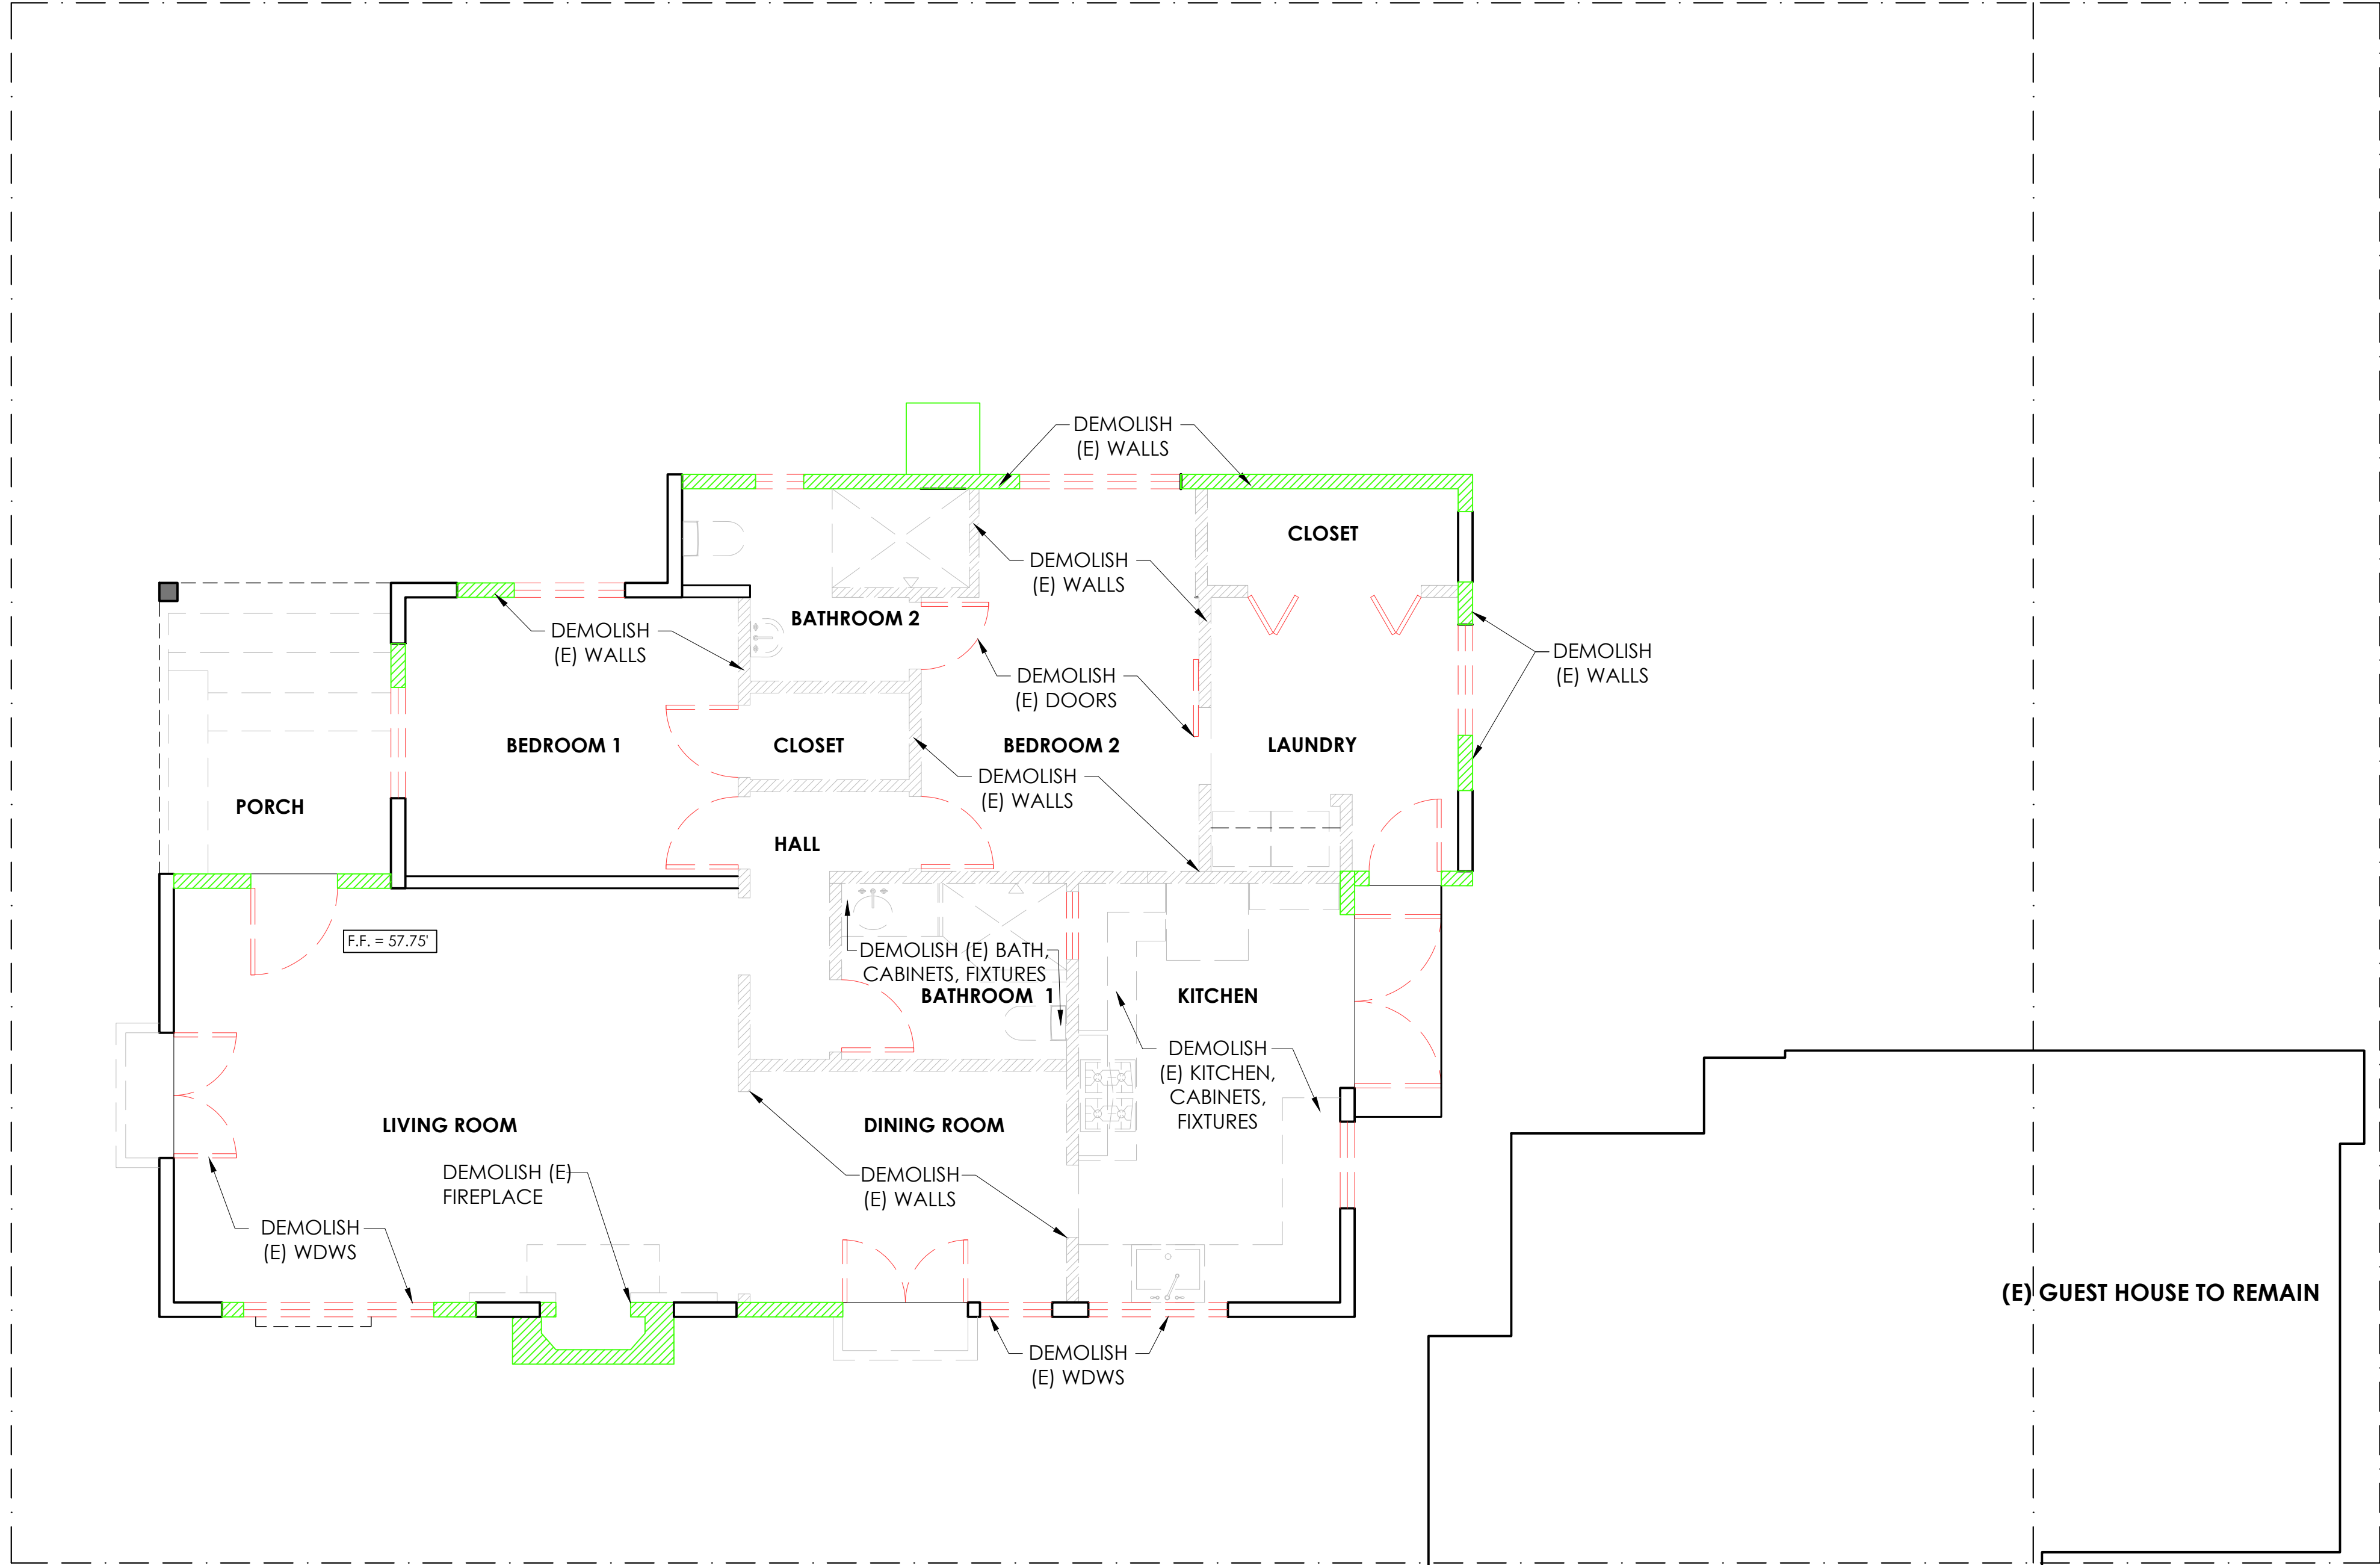 DEMOLISH
(E) WALLS
CLOSET
DEMOLISH
(E) WALLS
BATHROOM 2
DEMOLISH
(E) WALLS
DEMOLISH
(E) WALLS
DEMOLISH
(E) DOORS
BEDROOM 1
CLOSET
BEDROOM 2
LAUNDRY
DEMOLISH
(E) WALLS
PORCH
HALL
F.F. = 57.75'
DEMOLISH (E) BATH,
CABINETS, FIXTURES
BATHROOM 1
KITCHEN
DEMOLISH
(E) KITCHEN,
CABINETS,
FIXTURES
LIVING ROOM
DINING ROOM
DEMOLISH (E)
FIREPLACE
DEMOLISH
(E) WALLS
DEMOLISH
(E) WDWS
(E) GUEST HOUSE TO REMAIN
DEMOLISH
(E) WDWS